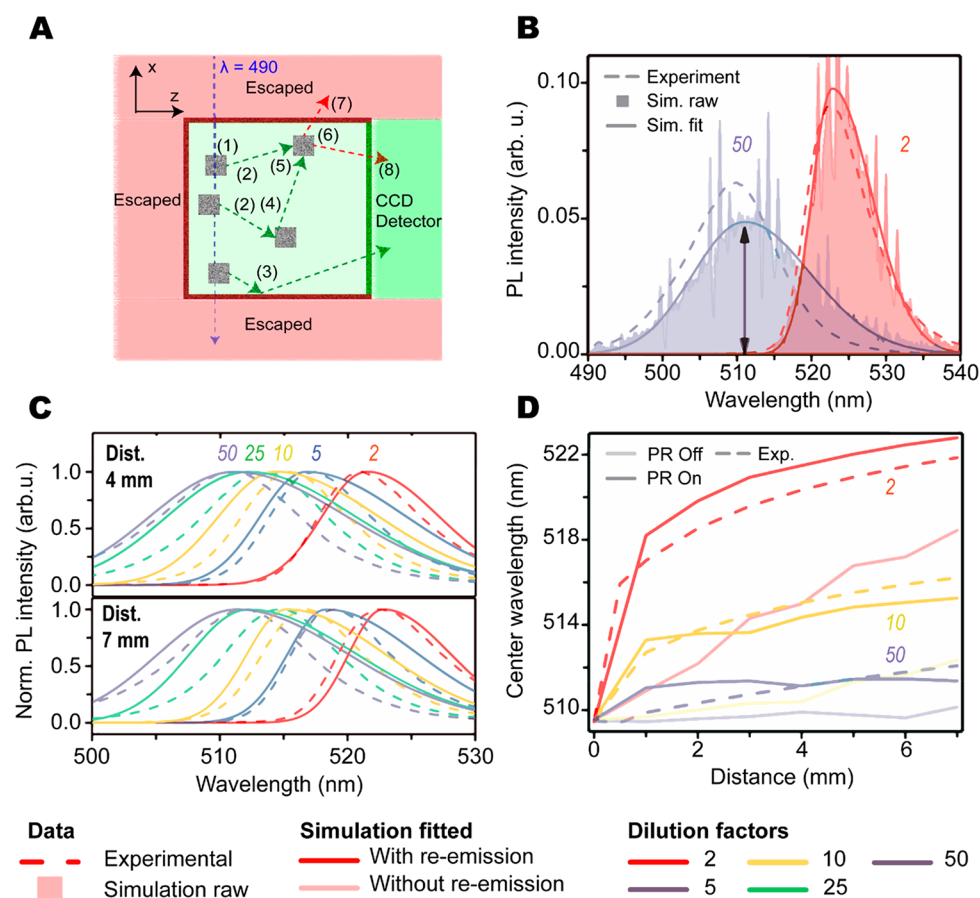 A
x
z
λ = 490
Escaped
(7)
(1)
(6)
(2)
(5)
(8)
Escaped
(2)
(4)
CCD
Detector
(3)
Escaped
B
PL intensity (arb. u.)
0.10
0.05
0.00
Experiment
Sim. raw
Sim. fit
50
2
490 500 510 520 530 540
Wavelength (nm)
C
Norm. PL intensity (arb.u.)
Dist.
4 mm
50 25 10 5 2
1.0
0.5
0.0
Dist.
7 mm
1.0
0.5
0.0
500 510 520 530
Wavelength (nm)
D
Center wavelength (nm)
522
518
514
510
PR Off Exp.
PR On
2
10
50
0 2 4 6
Distance (mm)
Data
Experimental
Simulation raw
Simulation fitted
With re-emission
Without re-emission
Dilution factors
2 10 50
5 25